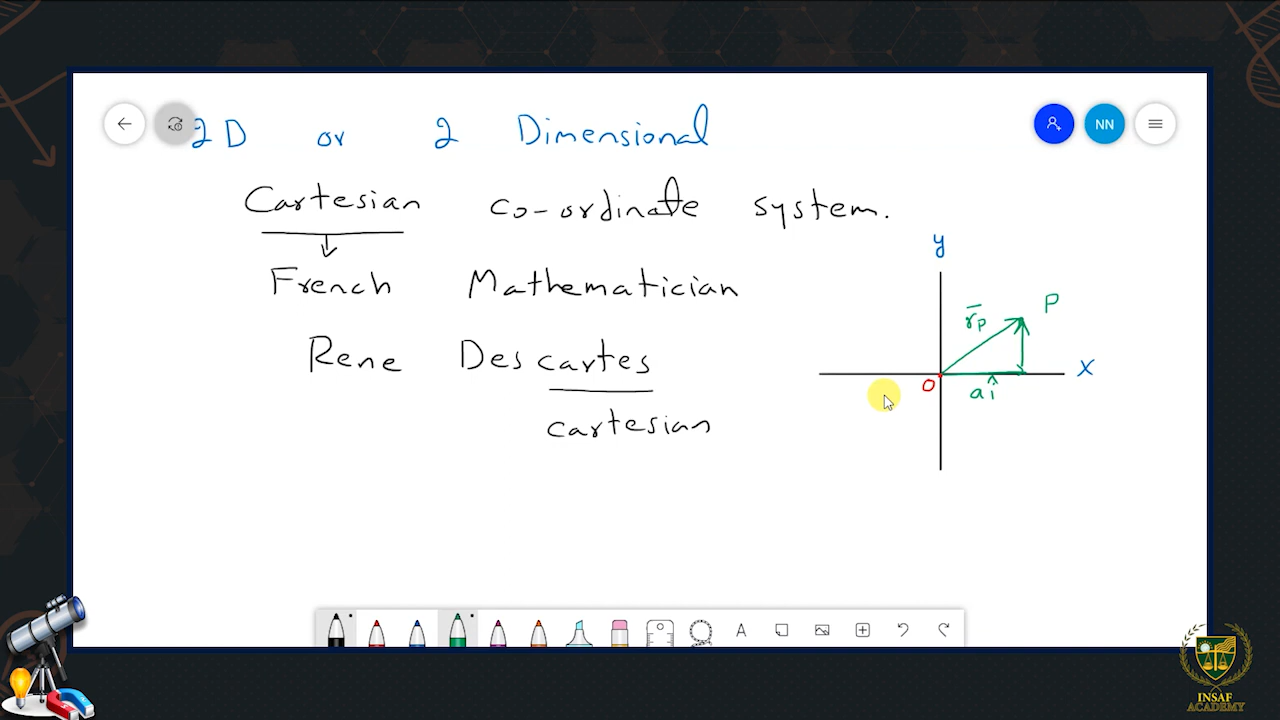 2D or 2 Dimensional
NN
Cartesian co-ordinate system.
French Mathematician
Rene Descartes
cartesian
y
r̄p
P
x
O
aî
A
INSAF
ACADEMY